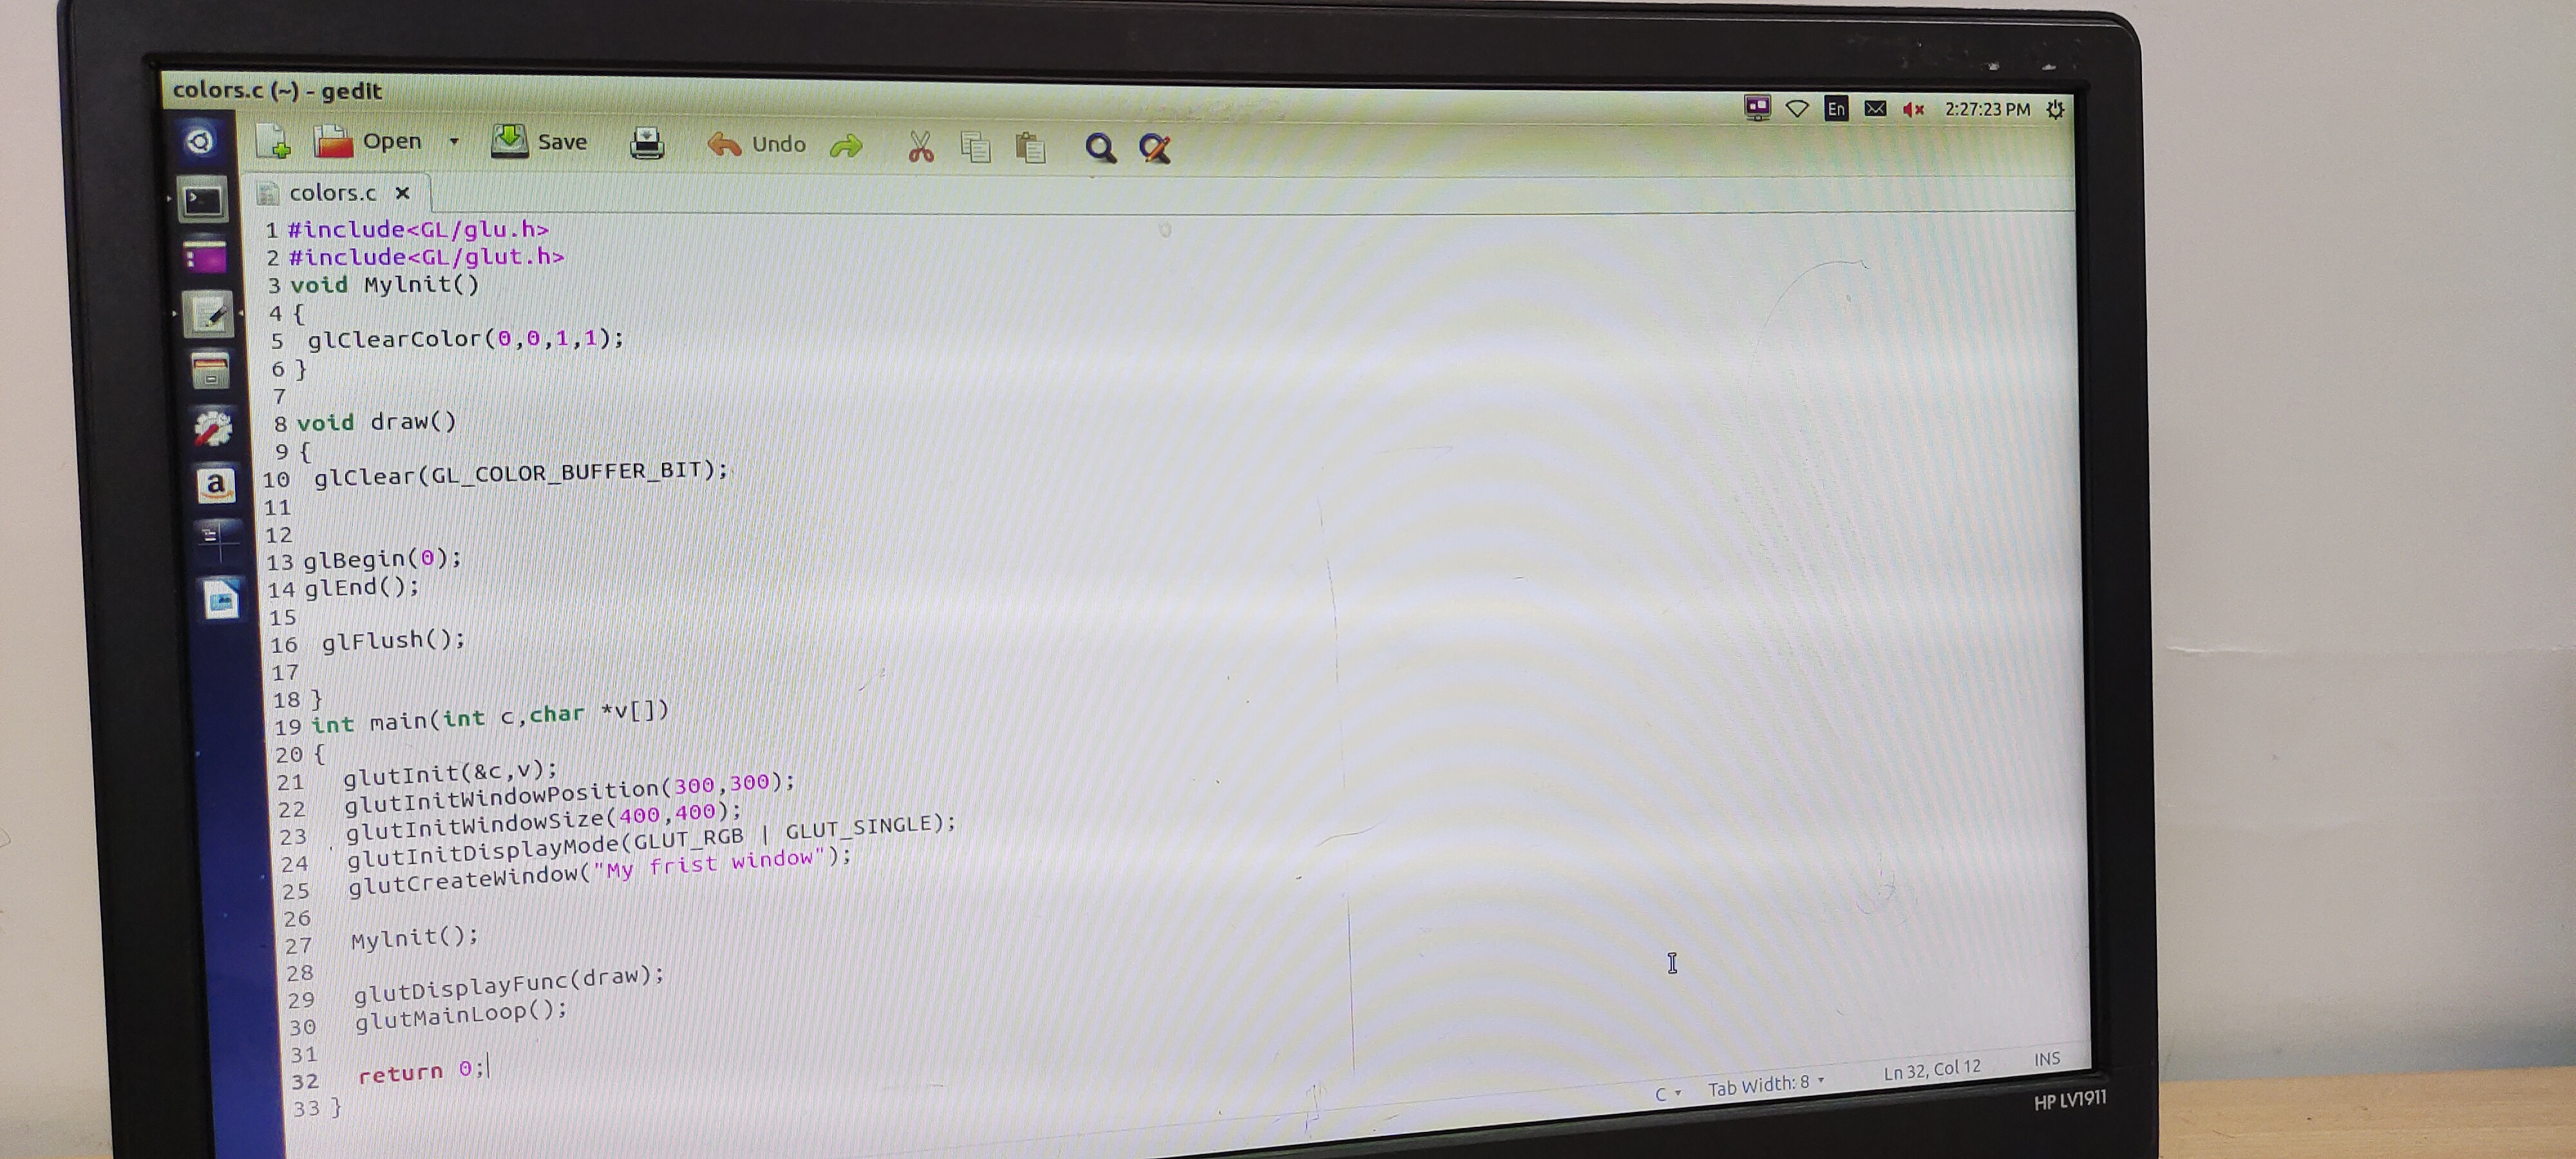 colors.c (~) - gedit
En 2:27:23 PM
Open Save Undo
colors.c ×
1 #include<GL/glu.h>
2 #include<GL/glut.h>
3 void Mylnit()
4 {
5 glClearColor(0,0,1,1);
6 }
7
8 void draw()
9 {
10 glClear(GL_COLOR_BUFFER_BIT);
11
12
13 glBegin(0);
14 glEnd();
15
16 glFlush();
17
18 }
19 int main(int c,char *v[])
20 {
21 glutInit(&c,v);
22 glutInitWindowPosition(300,300);
23 glutInitWindowSize(400,400);
24 glutInitDisplayMode(GLUT_RGB | GLUT_SINGLE);
25 glutCreateWindow("My frist window");
26
27 Mylnit();
28
29 glutDisplayFunc(draw);
30 glutMainLoop();
31
32 return 0;
33 }
C Tab Width: 8 Ln 32, Col 12 INS
HP LV1911